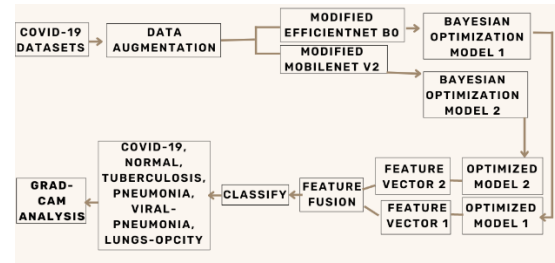 COVID-19
DATASETS
DATA
AUGMENTATION
MODIFIED
EFFICIENTNET B0
MODIFIED
MOBILENET V2
BAYESIAN
OPTIMIZATION
MODEL 1
BAYESIAN
OPTIMIZATION
MODEL 2
OPTIMIZED
MODEL 2
OPTIMIZED
MODEL 1
FEATURE
VECTOR 2
FEATURE
VECTOR 1
FEATURE
FUSION
CLASSIFY
COVID-19,
NORMAL,
TUBERCULOSIS,
PNEUMONIA,
VIRAL-
PNEUMONIA,
LUNGS-OPCITY
GRAD-
CAM
ANALYSIS